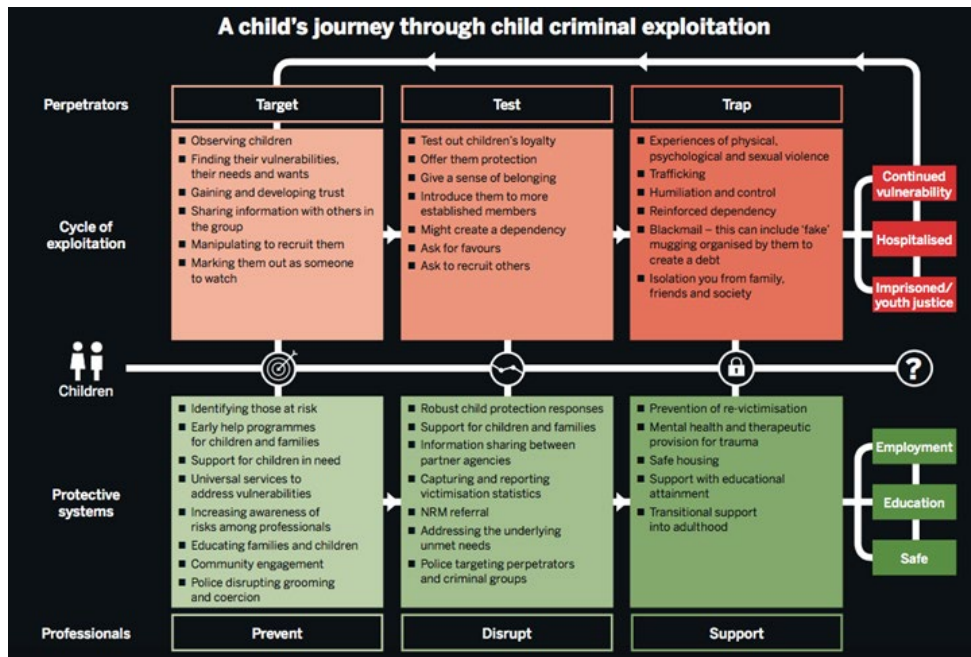 A child's journey through child criminal exploitation
Perpetrators
Target
Test
Trap
Cycle of
exploitation
■ Observing children
■ Finding their vulnerabilities,
their needs and wants
■ Gaining and developing trust
■ Sharing information with others in
the group
■ Manipulating to recruit them
■ Marking them out as someone
to watch
■ Test out children's loyalty
■ Offer them protection
■ Give a sense of belonging
■ Introduce them to more
established members
■ Might create a dependency
■ Ask for favours
■ Ask to recruit others
■ Experiences of physical,
psychological and sexual violence
■ Trafficking
■ Humiliation and control
■ Reinforced dependency
■ Blackmail – this can include 'fake'
mugging organised by them to
create a debt
■ Isolation you from family,
friends and society
Continued
vulnerability
Hospitalised
Imprisoned/
youth justice
Children
?
Protective
systems
■ Identifying those at risk
■ Early help programmes
for children and families
■ Support for children in need
■ Universal services to
address vulnerabilities
■ Increasing awareness of
risks among professionals
■ Educating families and children
■ Community engagement
■ Police disrupting grooming
and coercion
■ Robust child protection responses
■ Support for children and families
■ Information sharing between
partner agencies
■ Capturing and reporting
victimisation statistics
■ NRM referral
■ Addressing the underlying
unmet needs
■ Police targeting perpetrators
and criminal groups
■ Prevention of re-victimisation
■ Mental health and therapeutic
provision for trauma
■ Safe housing
■ Support with educational
attainment
■ Transitional support
into adulthood
Employment
Education
Safe
Professionals
Prevent
Disrupt
Support